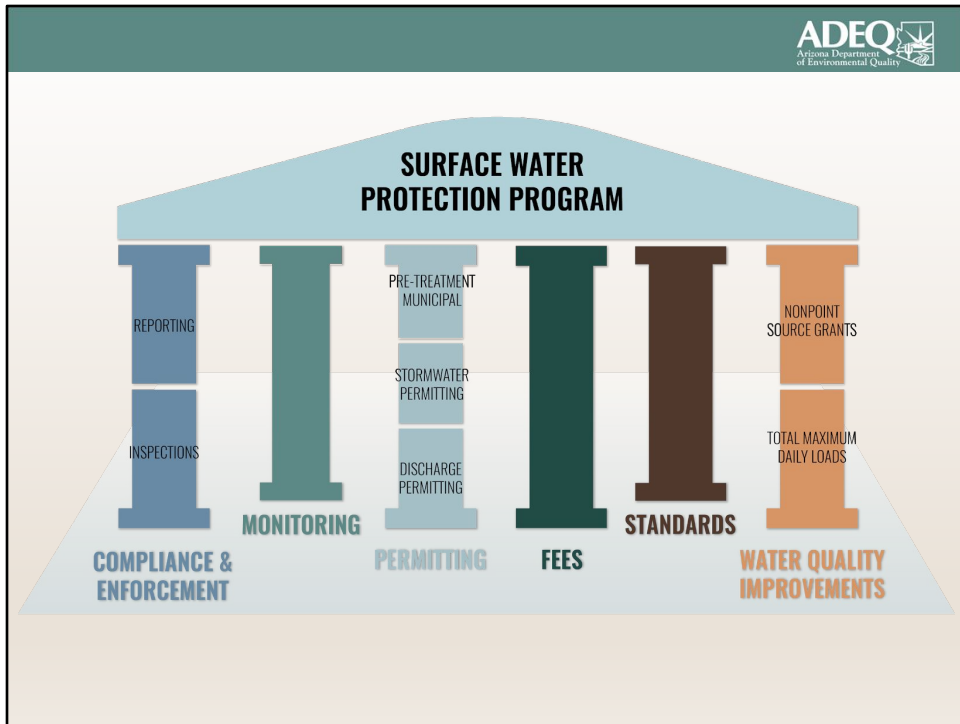 ADEQ
Arizona Department
of Environmental Quality
SURFACE WATER
PROTECTION PROGRAM
REPORTING
INSPECTIONS
COMPLIANCE &
ENFORCEMENT
MONITORING
PRE-TREATMENT
MUNICIPAL
STORMWATER
PERMITTING
DISCHARGE
PERMITTING
PERMITTING
FEES
STANDARDS
NONPOINT
SOURCE GRANTS
TOTAL MAXIMUM
DAILY LOADS
WATER QUALITY
IMPROVEMENTS